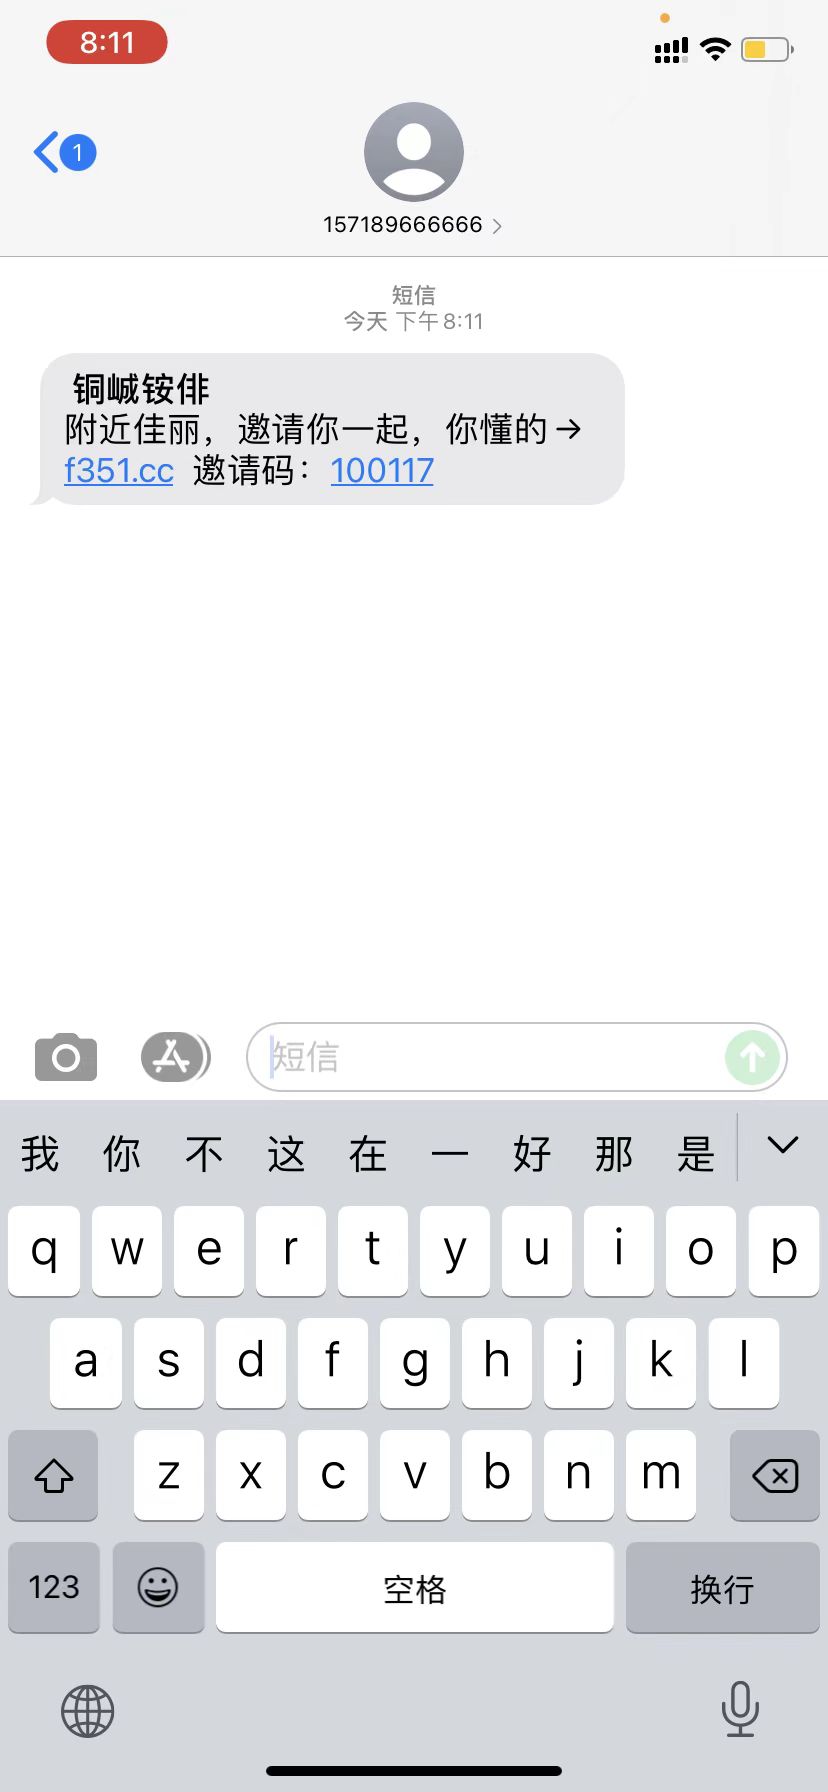 8:11
1
157189666666
短信
今天 下午8:11
铜峸铵俳
附近佳丽，邀请你一起，你懂的→
f351.cc 邀请码：100117
短信
我 你 不 这 在 一 好 那 是
q w e r t y u i o p
a s d f g h j k l
z x c v b n m
123 空格 换行